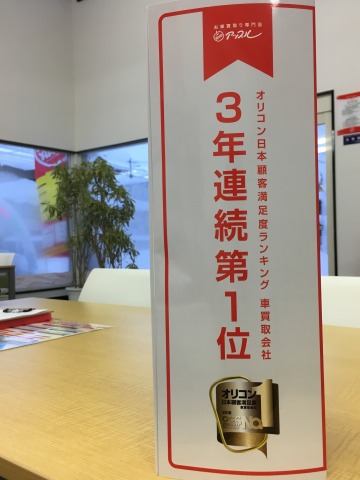 お車買取り専門店
アップル
オリコン日本顧客満足度ランキング 車買取会社
3年連続第1位
オリコン
日本顧客満足度